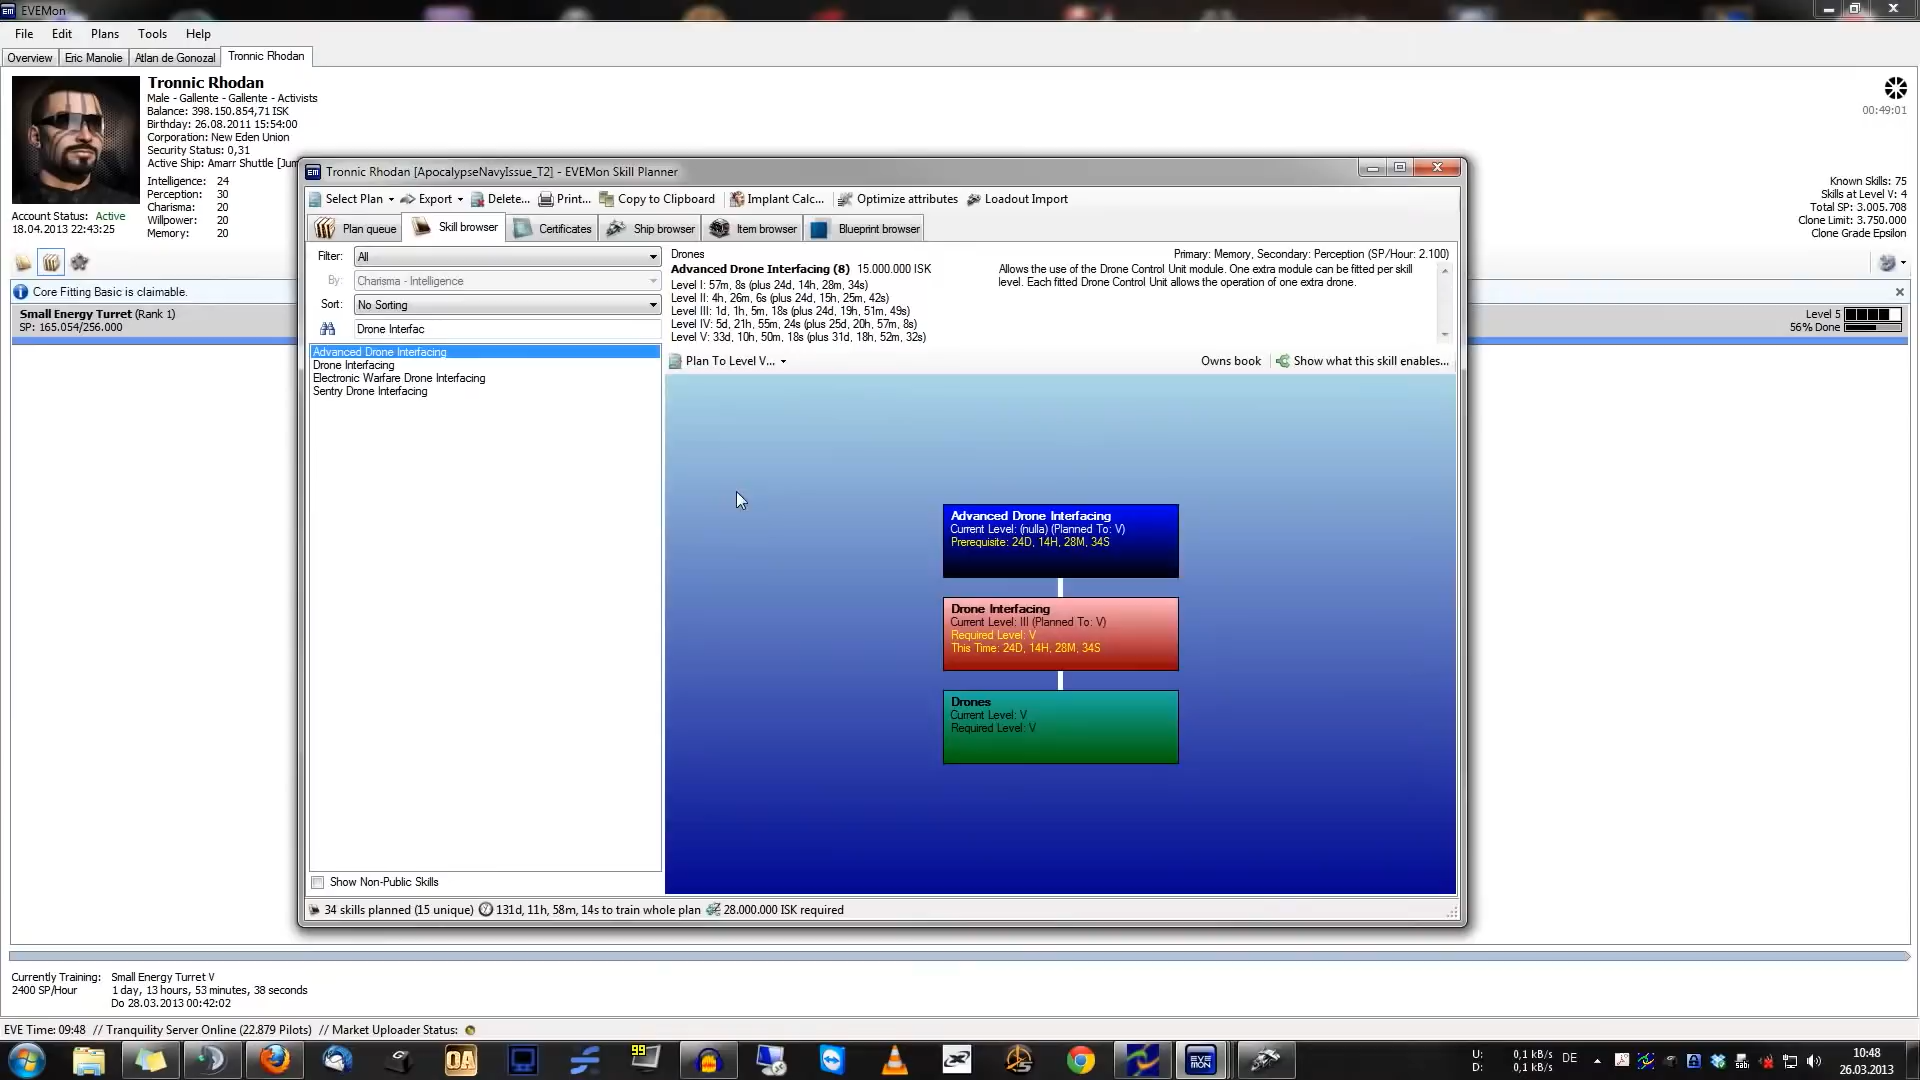 EVEMon
File Edit Plans Tools Help
Overview Eric Manolie Atlan de Gonozal Tronnic Rhodan
Tronnic Rhodan
Male - Gallente - Gallente - Activists
Balance: 398.150.854,71 ISK
Birthday: 26.08.2011 15:54:00
Corporation: New Eden Union
Security Status: 0,31
Active Ship: Amarr Shuttle [Jum
Intelligence: 24
Perception: 30
Charisma: 20
Willpower: 20
Memory: 20
Account Status: Active
18.04.2013 22:43:25
00:49:01
Known Skills: 75
Skills at Level V: 4
Total SP: 3.005.708
Clone Limit: 3.750.000
Clone Grade Epsilon
Core Fitting Basic is claimable.
Small Energy Turret (Rank 1)
SP: 165.054/256.000
Level 5
56% Done
Tronnic Rhodan [ApocalypseNavyIssue_T2] - EVEMon Skill Planner
Select Plan Export Delete... Print... Copy to Clipboard Implant Calc... Optimize attributes Loadout Import
Plan queue Skill browser Certificates Ship browser Item browser Blueprint browser
Filter: All
By: Charisma - Intelligence
Sort: No Sorting
Drone Interfac
Advanced Drone Interfacing
Drone Interfacing
Electronic Warfare Drone Interfacing
Sentry Drone Interfacing
Show Non-Public Skills
Drones
Primary: Memory, Secondary: Perception (SP/Hour: 2.100)
Advanced Drone Interfacing (8) 15.000.000 ISK
Level I: 57m, 8s (plus 24d, 14h, 28m, 34s)
Level II: 4h, 26m, 6s (plus 24d, 15h, 25m, 42s)
Level III: 1d, 1h, 5m, 18s (plus 24d, 19h, 51m, 49s)
Level IV: 5d, 21h, 55m, 24s (plus 25d, 20h, 57m, 8s)
Level V: 33d, 10h, 50m, 18s (plus 31d, 18h, 52m, 32s)
Allows the use of the Drone Control Unit module. One extra module can be fitted per skill
level. Each fitted Drone Control Unit allows the operation of one extra drone.
Plan To Level V...
Owns book
Show what this skill enables...
Advanced Drone Interfacing
Current Level: (nulla) (Planned To: V)
Prerequisite: 24D, 14H, 28M, 34S
Drone Interfacing
Current Level: III (Planned To: V)
Required Level: V
This Time: 24D, 14H, 28M, 34S
Drones
Current Level: V
Required Level: V
34 skills planned (15 unique) 131d, 11h, 58m, 14s to train whole plan 28.000.000 ISK required
Currently Training: Small Energy Turret V
2400 SP/Hour 1 day, 13 hours, 53 minutes, 38 seconds
Do 28.03.2013 00:42:02
EVE Time: 09:48 // Tranquility Server Online (22.879 Pilots) // Market Uploader Status:
OA
99
EVE
MON
U: 0,1 kB/s
D: 0,1 kB/s
DE
10:48
26.03.2013